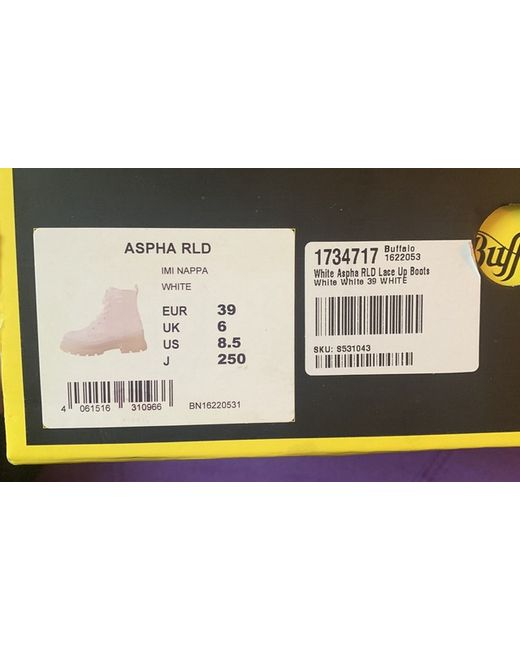 ASPHA RLD
IMI NAPPA
WHITE
EUR 39
UK 6
US 8.5
J 250
4 061516 310966
BN16220531
1734717 Buffalo
1622053
White Aspha RLD Lace Up Boots
White White 39 WHITE
SKU: S531043
Buff